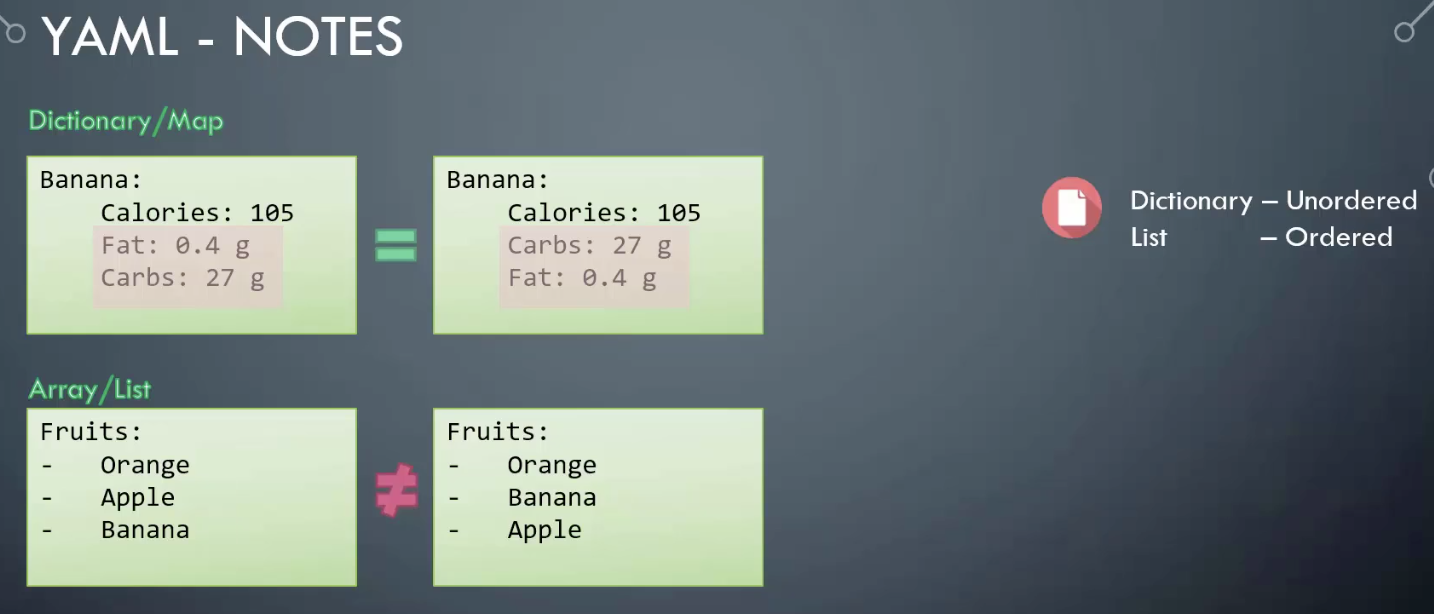 YAML - NOTES
Dictionary/Map
Banana:
Calories: 105
Fat: 0.4 g
Carbs: 27 g
=
Banana:
Calories: 105
Carbs: 27 g
Fat: 0.4 g
Dictionary – Unordered
List – Ordered
Array/List
Fruits:
- Orange
- Apple
- Banana
≠
Fruits:
- Orange
- Banana
- Apple